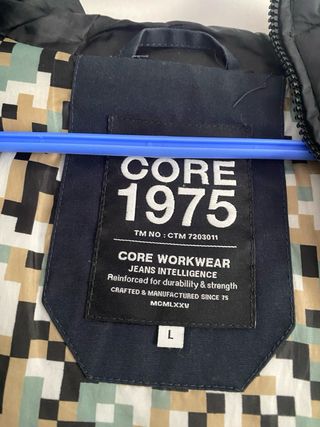 CORE
1975
TM NO : CTM 7203011
CORE WORKWEAR
JEANS INTELLIGENCE
Reinforced for durability & strength
CRAFTED & MANUFACTURED SINCE 75
MCMLXXV
L